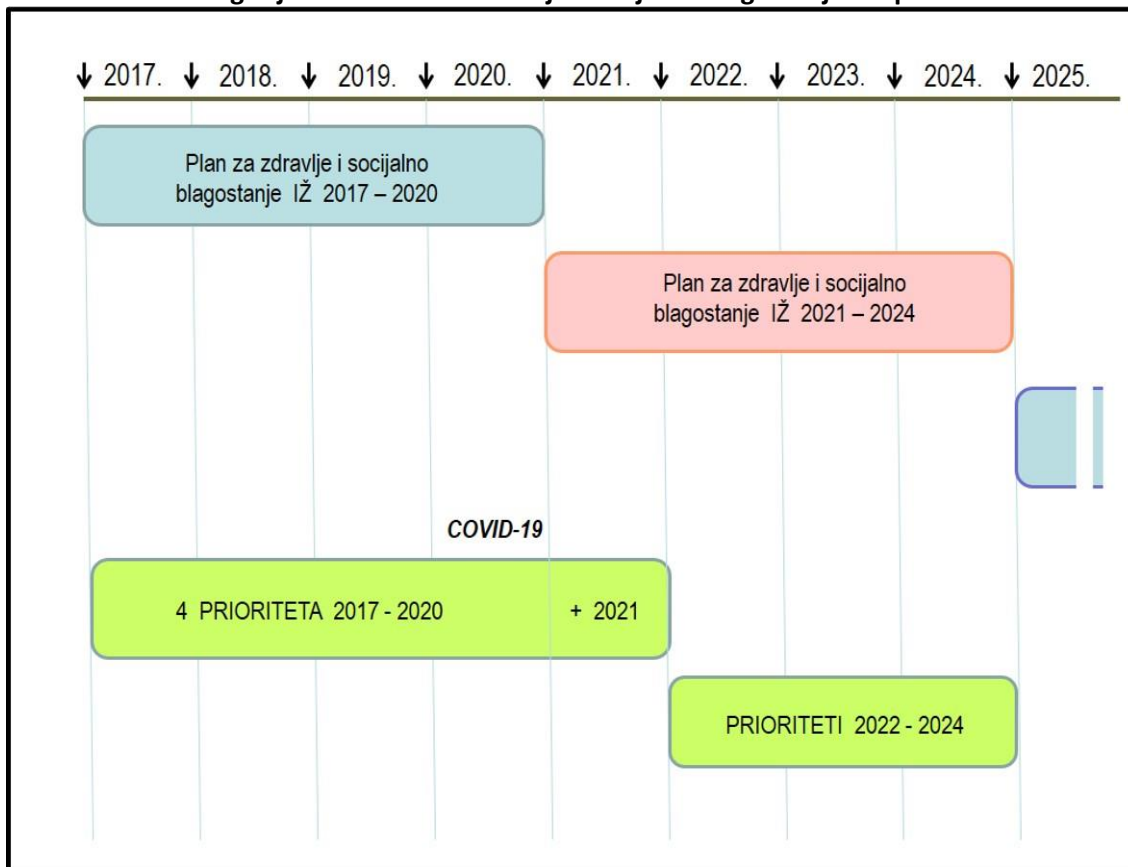 2017. 2018. 2019. 2020. 2021. 2022. 2023. 2024. 2025.
Plan za zdravlje i socijalno
blagostanje IŽ 2017 – 2020
Plan za zdravlje i socijalno
blagostanje IŽ 2021 – 2024
COVID-19
4 PRIORITETA 2017 - 2020 + 2021
PRIORITETI 2022 - 2024